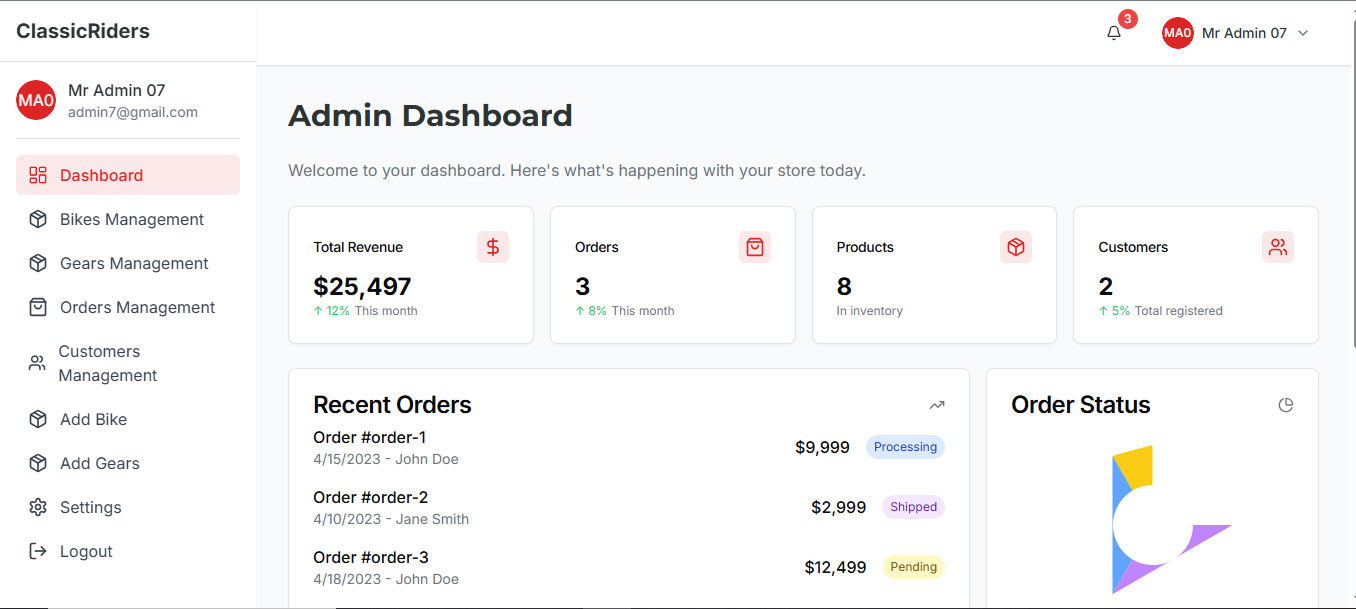 ClassicRiders
3
MA0
Mr Admin 07
MA0
Mr Admin 07
admin7@gmail.com
Dashboard
Bikes Management
Gears Management
Orders Management
Customers
Management
Add Bike
Add Gears
Settings
Logout
Admin Dashboard
Welcome to your dashboard. Here's what's happening with your store today.
Total Revenue
$
$25,497
↑ 12% This month
Orders
3
↑ 8% This month
Products
8
In inventory
Customers
2
↑ 5% Total registered
Recent Orders
Order #order-1
4/15/2023 - John Doe
$9,999 Processing
Order #order-2
4/10/2023 - Jane Smith
$2,999 Shipped
Order #order-3
4/18/2023 - John Doe
$12,499 Pending
Order Status